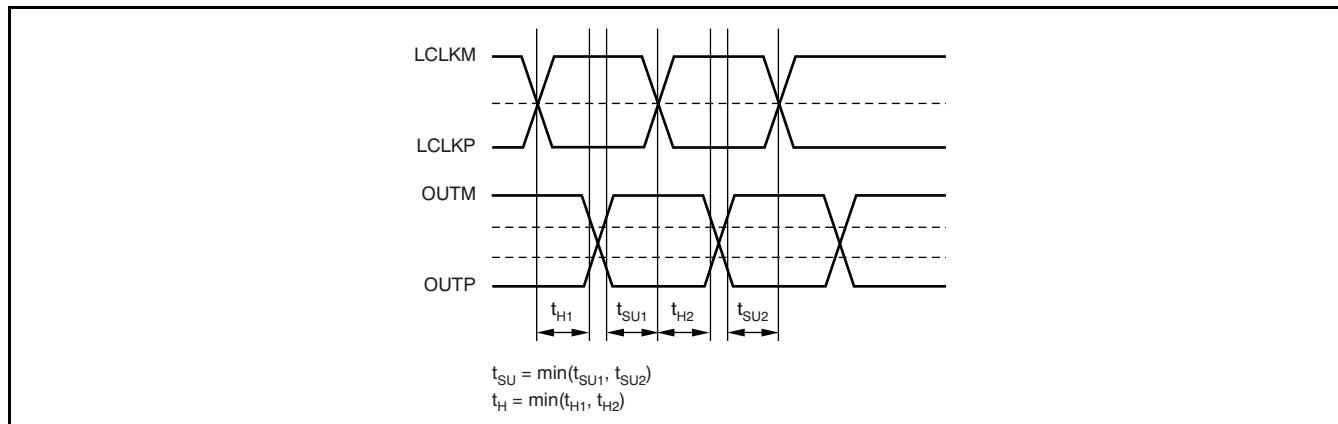 LCLKM
LCLKP
OUTM
OUTP
tH1 tSU1 tH2 tSU2
tSU = min(tSU1, tSU2)
tH = min(tH1, tH2)